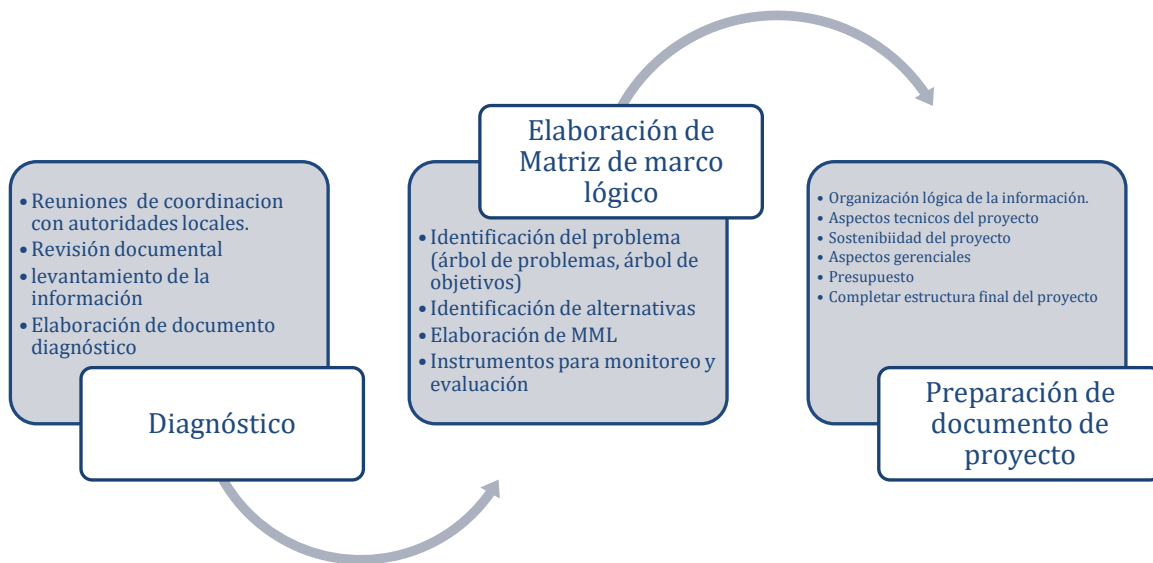 • Reuniones de coordinacion
con autoridades locales.
• Revisión documental
• levantamiento de la
información
• Elaboración de documento
diagnóstico
Diagnóstico
Elaboración de
Matriz de marco
lógico
• Identificación del problema
(árbol de problemas, árbol de
objetivos)
• Identificación de alternativas
• Elaboración de MML
• Instrumentos para monitoreo y
evaluación
• Organización lógica de la información.
• Aspectos tecnicos del proyecto
• Sostenibiidad del proyecto
• Aspectos gerenciales
• Presupuesto
• Completar estructura final del proyecto
Preparación de
documento de
proyecto